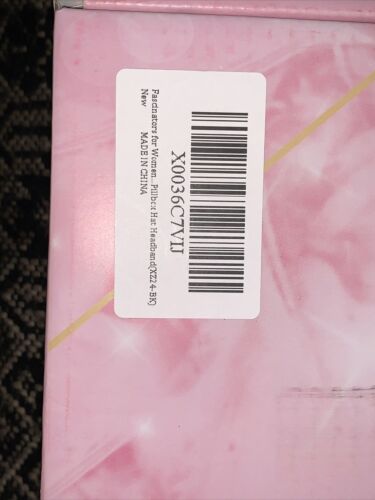 X0036C7VIJ
Fascinators for Women...Pillbox Hat Headband(XZ24-BK)
New
MADE IN CHINA